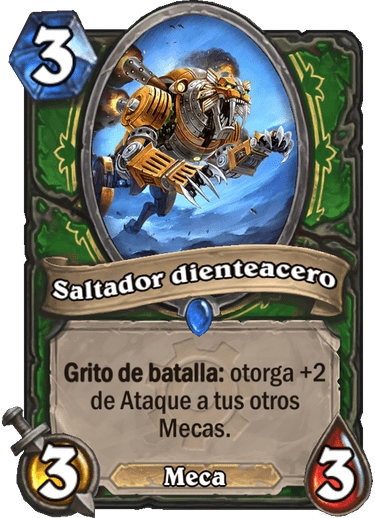 3
Saltador dienteacero
Grito de batalla: otorga +2
de Ataque a tus otros
Mecas.
3
Meca
3